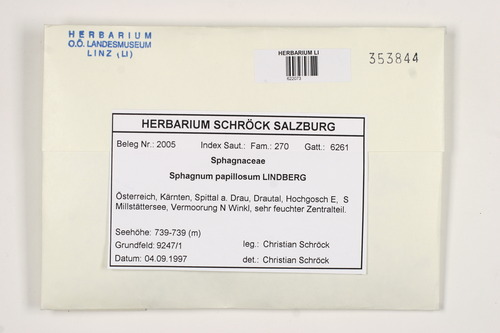 HERBARIUM
O.Ö. LANDESMUSEUM
LINZ (LI)
HERBARIUM LI
622073
353844
HERBARIUM SCHRÖCK SALZBURG
Beleg Nr.: 2005 Index Saut.: Fam.: 270 Gatt.: 6261
Sphagnaceae
Sphagnum papillosum LINDBERG
Österreich, Kärnten, Spittal a. Drau, Drautal, Hochgosch E, S
Millstättersee, Vermoorung N Winkl, sehr feuchter Zentralteil.
Seehöhe: 739-739 (m)
Grundfeld: 9247/1 leg.: Christian Schröck
Datum: 04.09.1997 det.: Christian Schröck